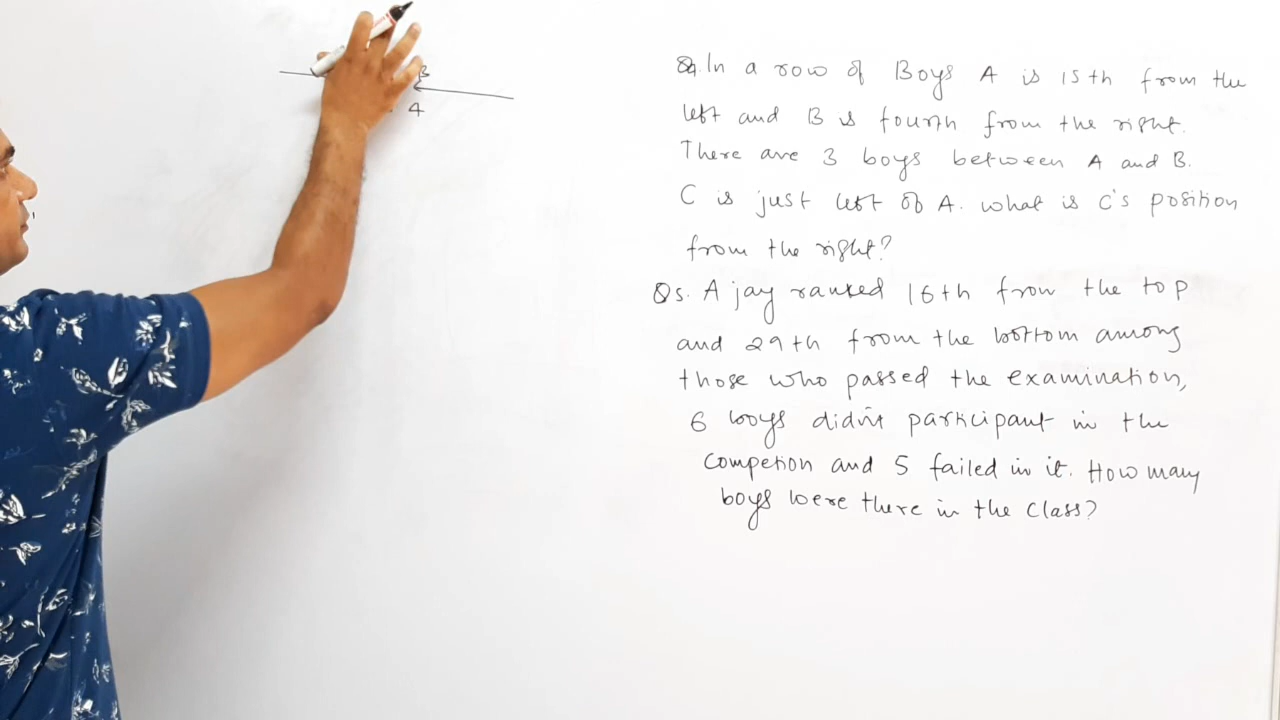 B
4
Q4. In a row of Boys A is 15th from the
left and B is fourth from the right.
There are 3 boys between A and B.
C is just left of A. what is C's position
from the right?
Q5. Ajay ranked 16th from the top
and 29th from the bottom among
those who passed the examination,
6 boys didn't participant in the
competion and 5 failed in it. How many
boys were there in the class?